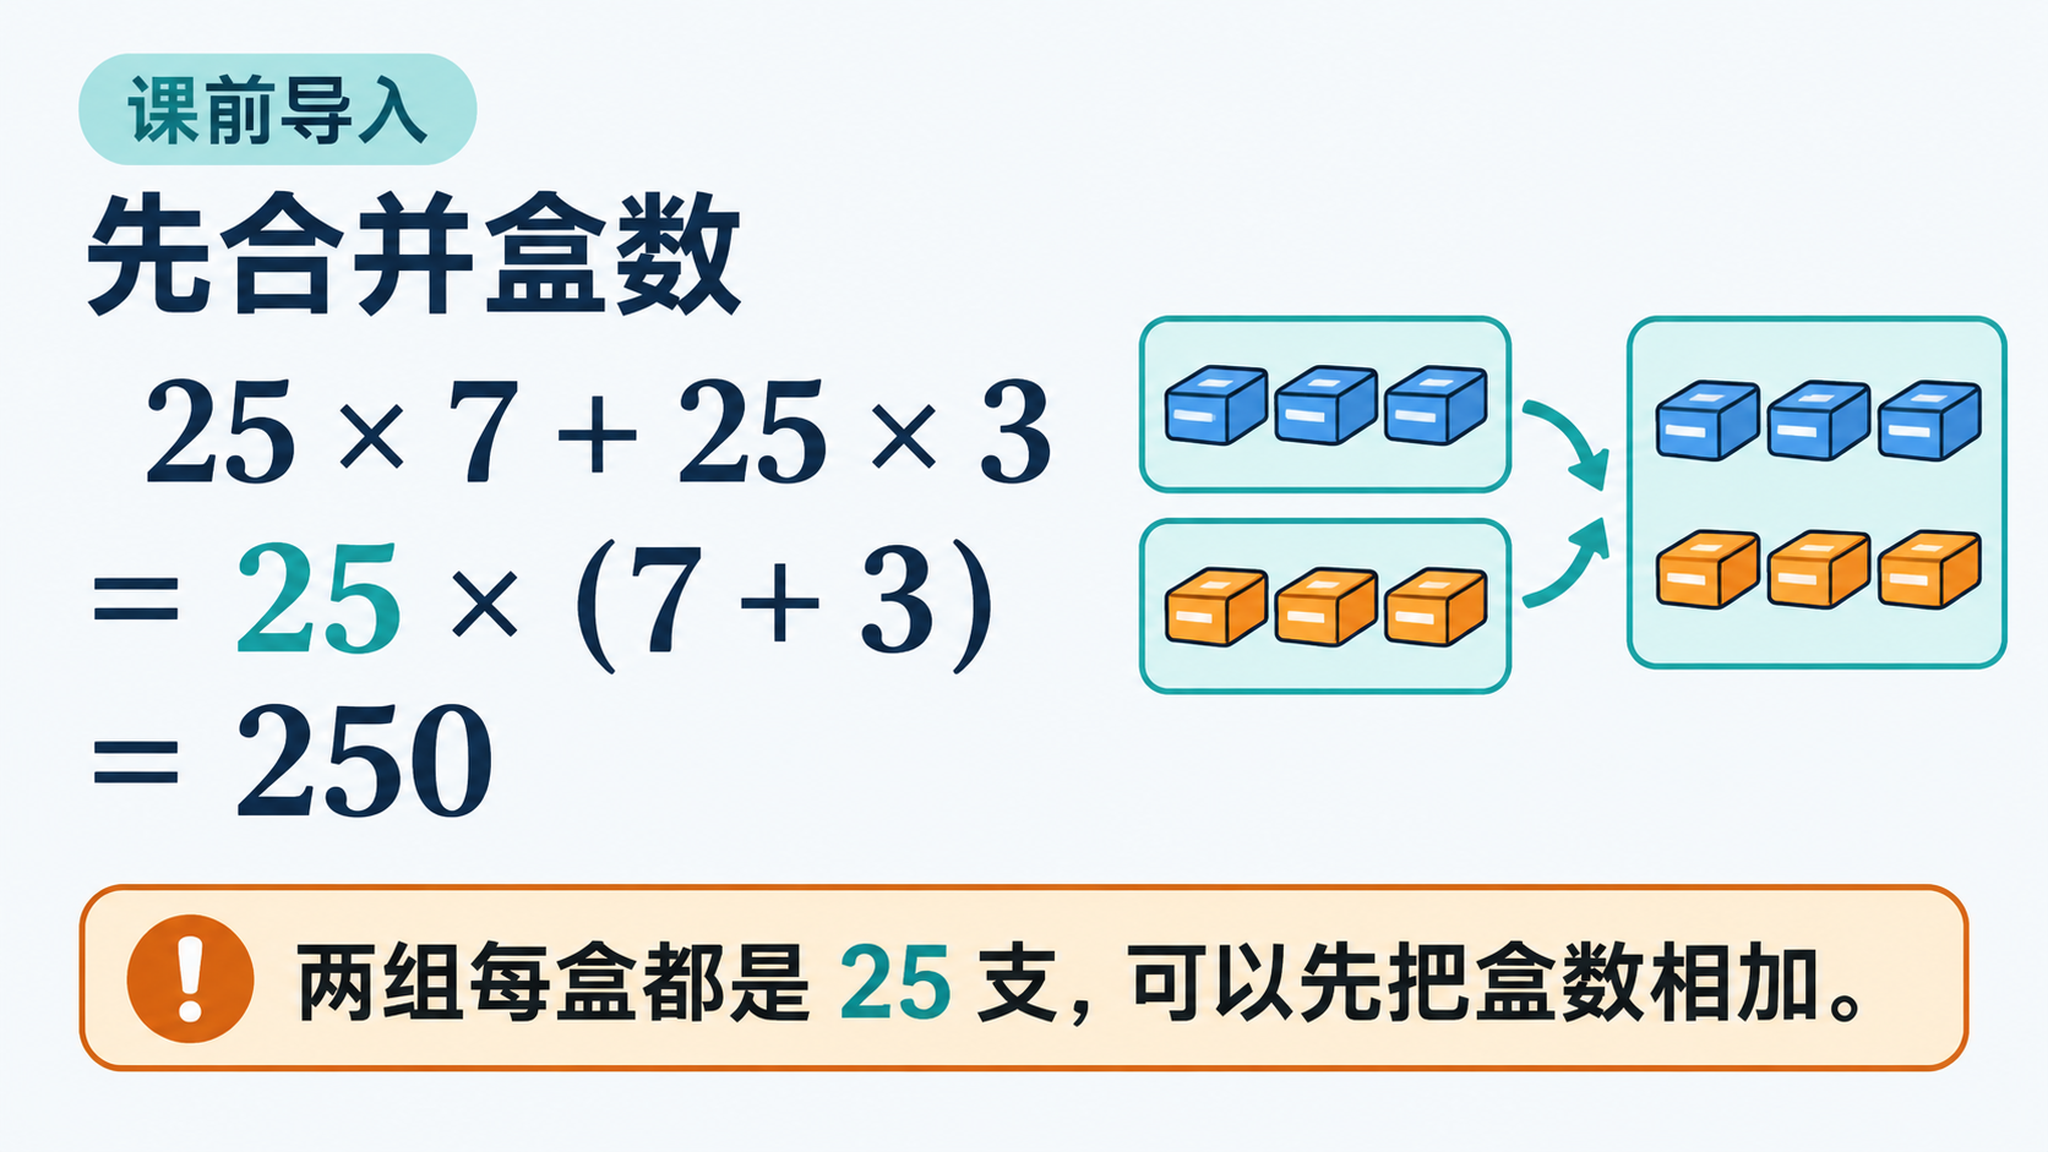 课前导入
先合并盒数
25 × 7 + 25 × 3
= 25 × (7 + 3)
= 250
! 两组每盒都是 25 支，可以先把盒数相加。